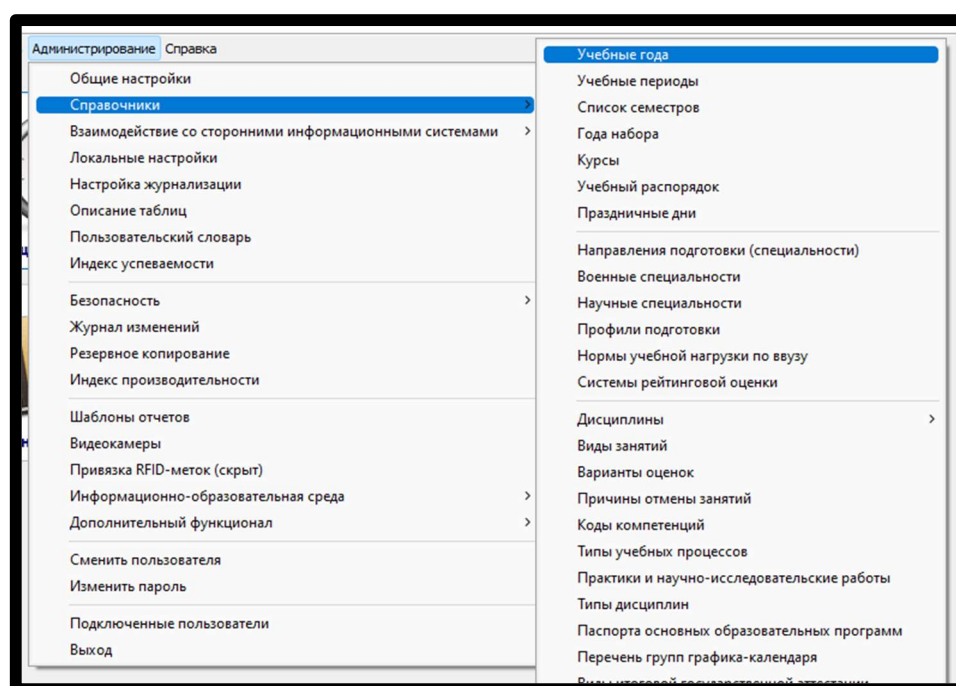 Администрирование Справка
Общие настройки
Справочники
Взаимодействие со сторонними информационными системами
Локальные настройки
Настройка журнализации
Описание таблиц
Пользовательский словарь
Индекс успеваемости
Безопасность
Журнал изменений
Резервное копирование
Индекс производительности
Шаблоны отчетов
Видеокамеры
Привязка RFID-меток (скрыт)
Информационно-образовательная среда
Дополнительный функционал
Сменить пользователя
Изменить пароль
Подключенные пользователи
Выход
Учебные года
Учебные периоды
Список семестров
Года набора
Курсы
Учебный распорядок
Праздничные дни
Направления подготовки (специальности)
Военные специальности
Научные специальности
Профили подготовки
Нормы учебной нагрузки по ввузу
Системы рейтинговой оценки
Дисциплины
Виды занятий
Варианты оценок
Причины отмены занятий
Коды компетенций
Типы учебных процессов
Практики и научно-исследовательские работы
Типы дисциплин
Паспорта основных образовательных программ
Перечень групп графика-календаря
Виды итоговой государственной аттестации